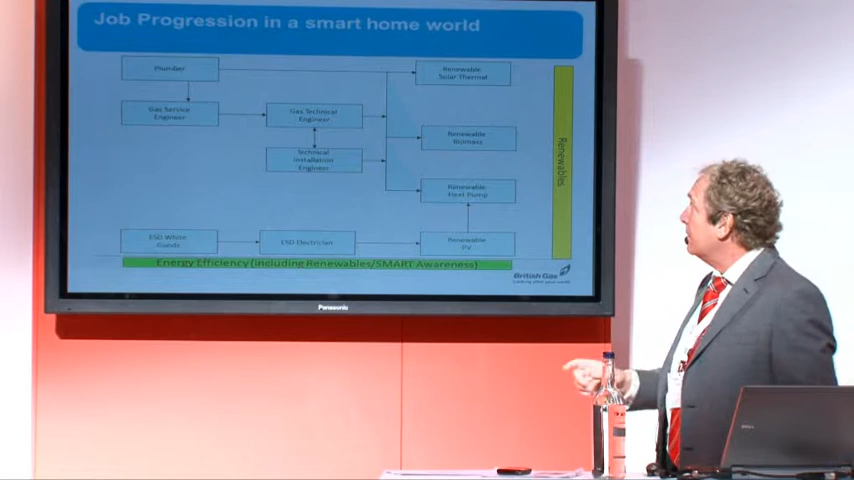 Job Progression in a smart home world
Plumber
Renewable
Solar Thermal
Gas Service
Engineer
Gas Technical
Engineer
Renewable
Biomass
Technical
Installation
Engineer
Renewable
Heat Pump
Renewables
ESD White
Goods
ESD Electrician
Renewable
PV
Energy Efficiency (including Renewables/SMART Awareness)
British Gas
Looking after your world
Panasonic
DELL